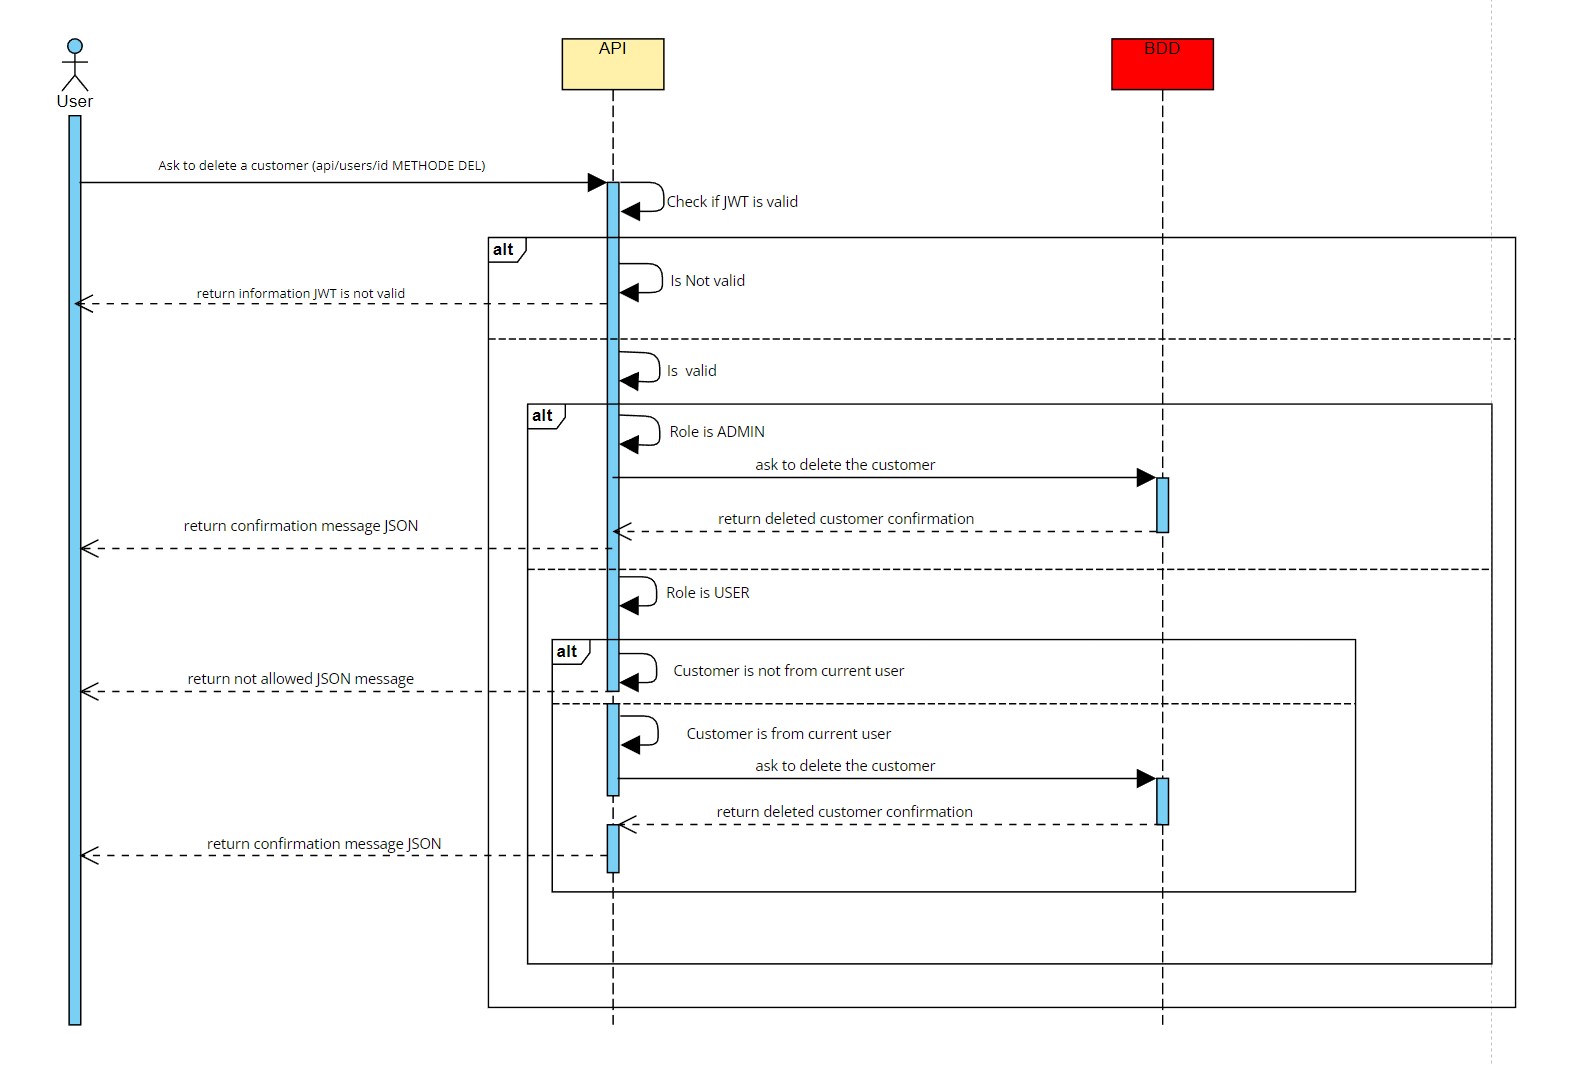 API
BDD
User
Ask to delete a customer (api/users/id METHODE DEL)
Check if JWT is valid
alt
Is Not valid
return information JWT is not valid
Is  valid
alt
Role is ADMIN
ask to delete the customer
return deleted customer confirmation
return confirmation message JSON
Role is USER
alt
Customer is not from current user
return not allowed JSON message
Customer is from current user
ask to delete the customer
return deleted customer confirmation
return confirmation message JSON